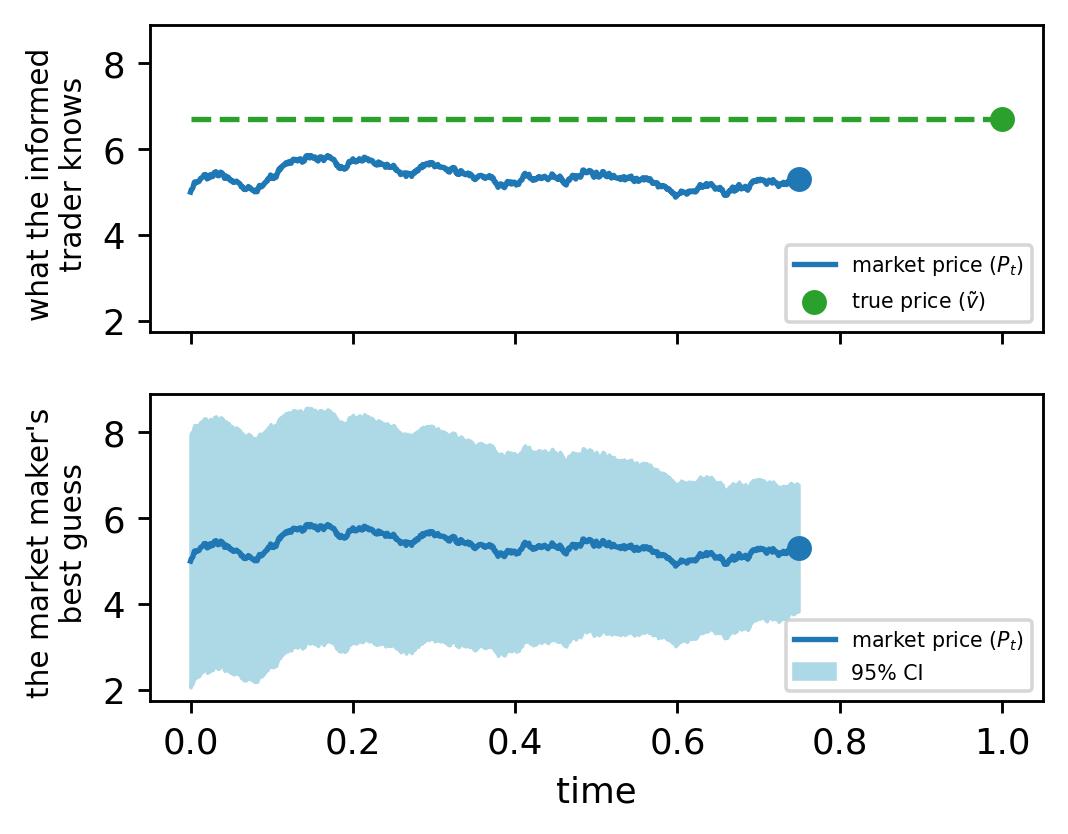 what the informed
trader knows
8
6
4
2
market price (Pₜ)
true price (ṽ)
the market maker's
best guess
8
6
4
2
market price (Pₜ)
95% CI
0.0 0.2 0.4 0.6 0.8 1.0
time